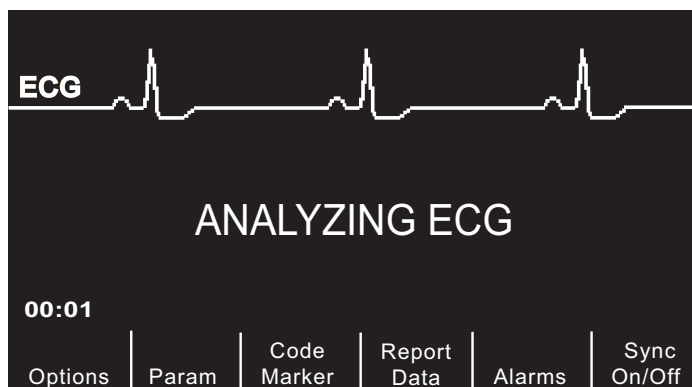 ECG
ANALYZING ECG
00:01
Options
Param
Code
Marker
Report
Data
Alarms
Sync
On/Off